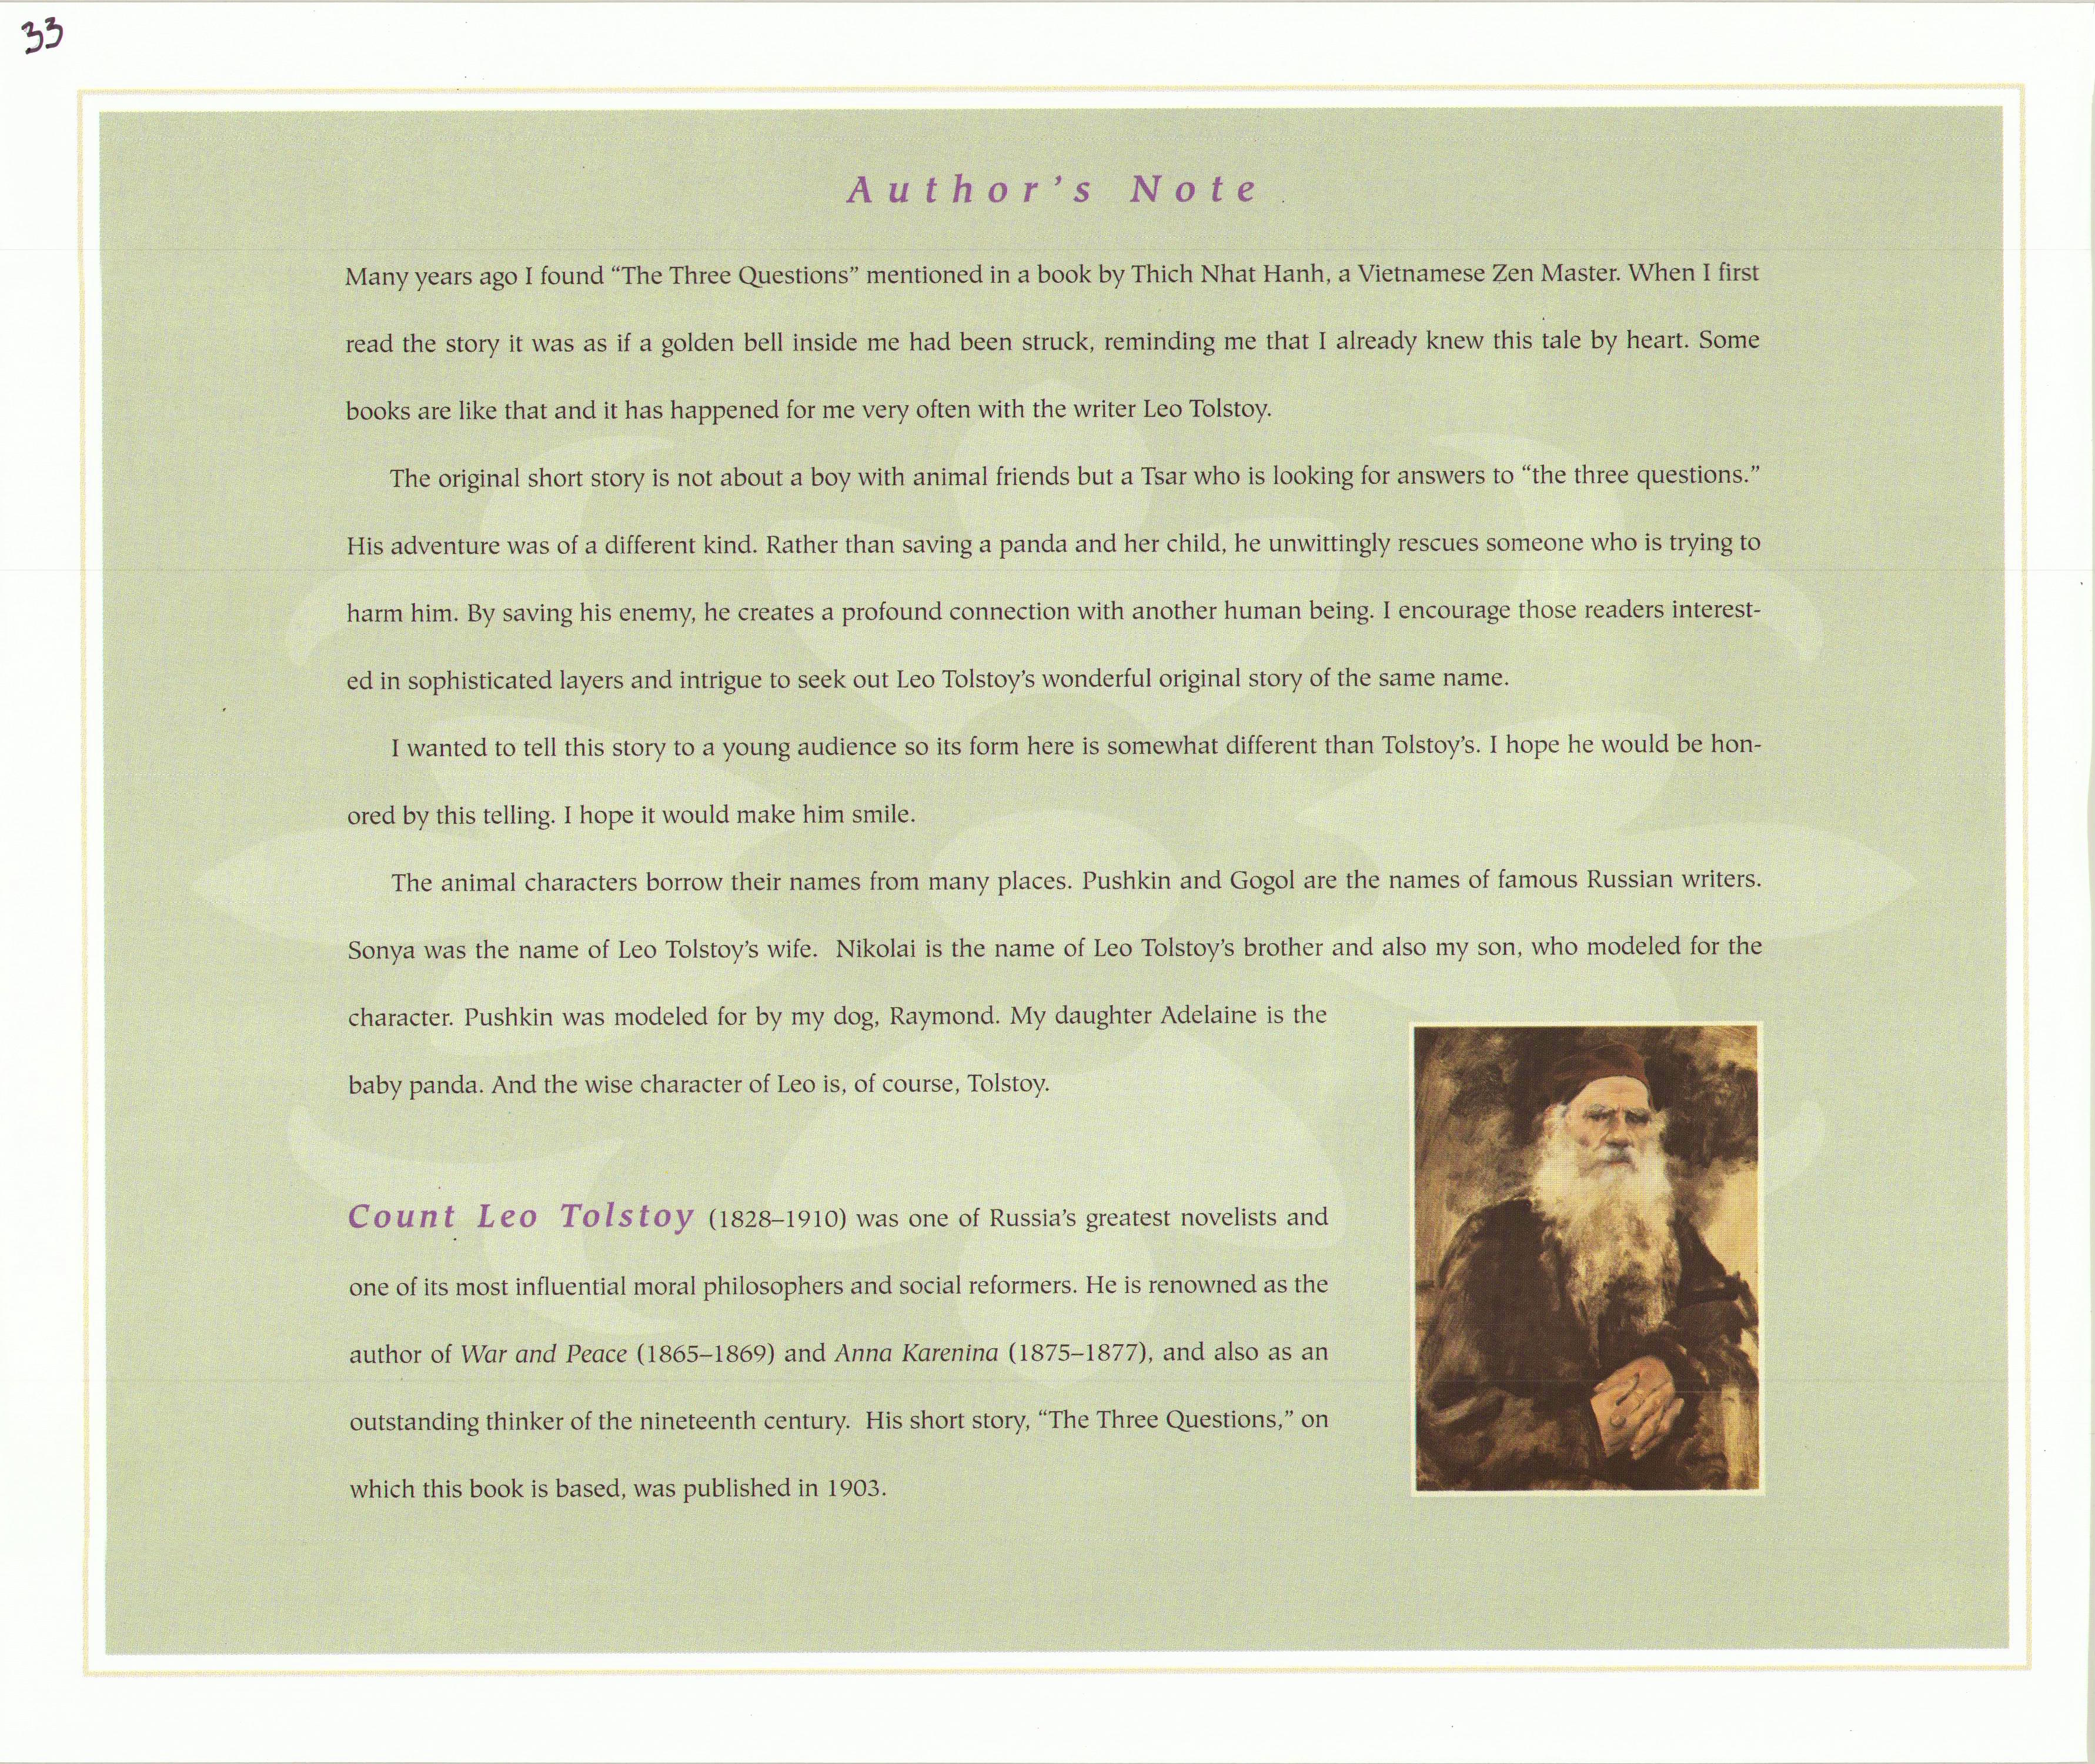 33
Author's Note
Many years ago I found “The Three Questions” mentioned in a book by Thich Nhat Hanh, a Vietnamese Zen Master. When I first
read the story it was as if a golden bell inside me had been struck, reminding me that I already knew this tale by heart. Some
books are like that and it has happened for me very often with the writer Leo Tolstoy.
The original short story is not about a boy with animal friends but a Tsar who is looking for answers to “the three questions.”
His adventure was of a different kind. Rather than saving a panda and her child, he unwittingly rescues someone who is trying to
harm him. By saving his enemy, he creates a profound connection with another human being. I encourage those readers interest-
ed in sophisticated layers and intrigue to seek out Leo Tolstoy’s wonderful original story of the same name.
I wanted to tell this story to a young audience so its form here is somewhat different than Tolstoy’s. I hope he would be hon-
ored by this telling. I hope it would make him smile.
The animal characters borrow their names from many places. Pushkin and Gogol are the names of famous Russian writers.
Sonya was the name of Leo Tolstoy’s wife.  Nikolai is the name of Leo Tolstoy’s brother and also my son, who modeled for the
character. Pushkin was modeled for by my dog, Raymond. My daughter Adelaine is the
baby panda. And the wise character of Leo is, of course, Tolstoy.
Count Leo Tolstoy (1828–1910) was one of Russia’s greatest novelists and
one of its most influential moral philosophers and social reformers. He is renowned as the
author of War and Peace (1865–1869) and Anna Karenina (1875–1877), and also as an
outstanding thinker of the nineteenth century.  His short story, “The Three Questions,” on
which this book is based, was published in 1903.